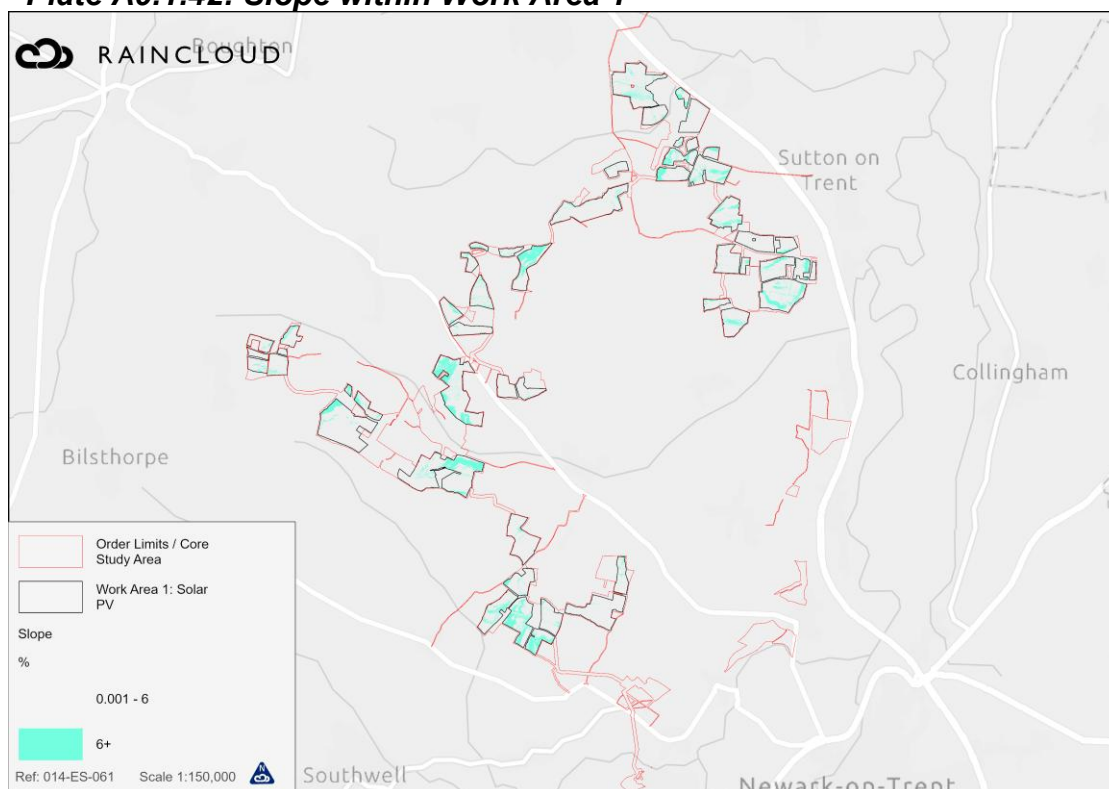 Plate A9.1.42: Slope within Work Area 1
Boughton
RAINCLOUD
Sutton on
Trent
Collingham
Bilsthorpe
Order Limits / Core
Study Area
Work Area 1: Solar
PV
Slope
%
0.001 - 6
6+
Ref: 014-ES-061 Scale 1:150,000
N
Southwell
Newark-on-Trent